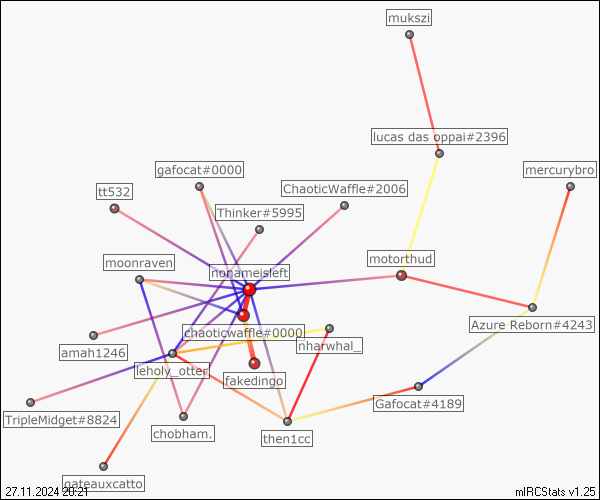 mukszi
lucas das oppai#2396
gafocat#0000
mercurybro
tt532
ChaoticWaffle#2006
Thinker#5995
moonraven
motorthud
nonameisleft
chaoticwaffle#0000
Azure Reborn#4243
nharwhal_
amah1246
leholy_otter
fakedingo
Gafocat#4189
TripleMidget#8824
chobham.
then1cc
gateauxcatto
27.11.2024 20:21
mIRCStats v1.25